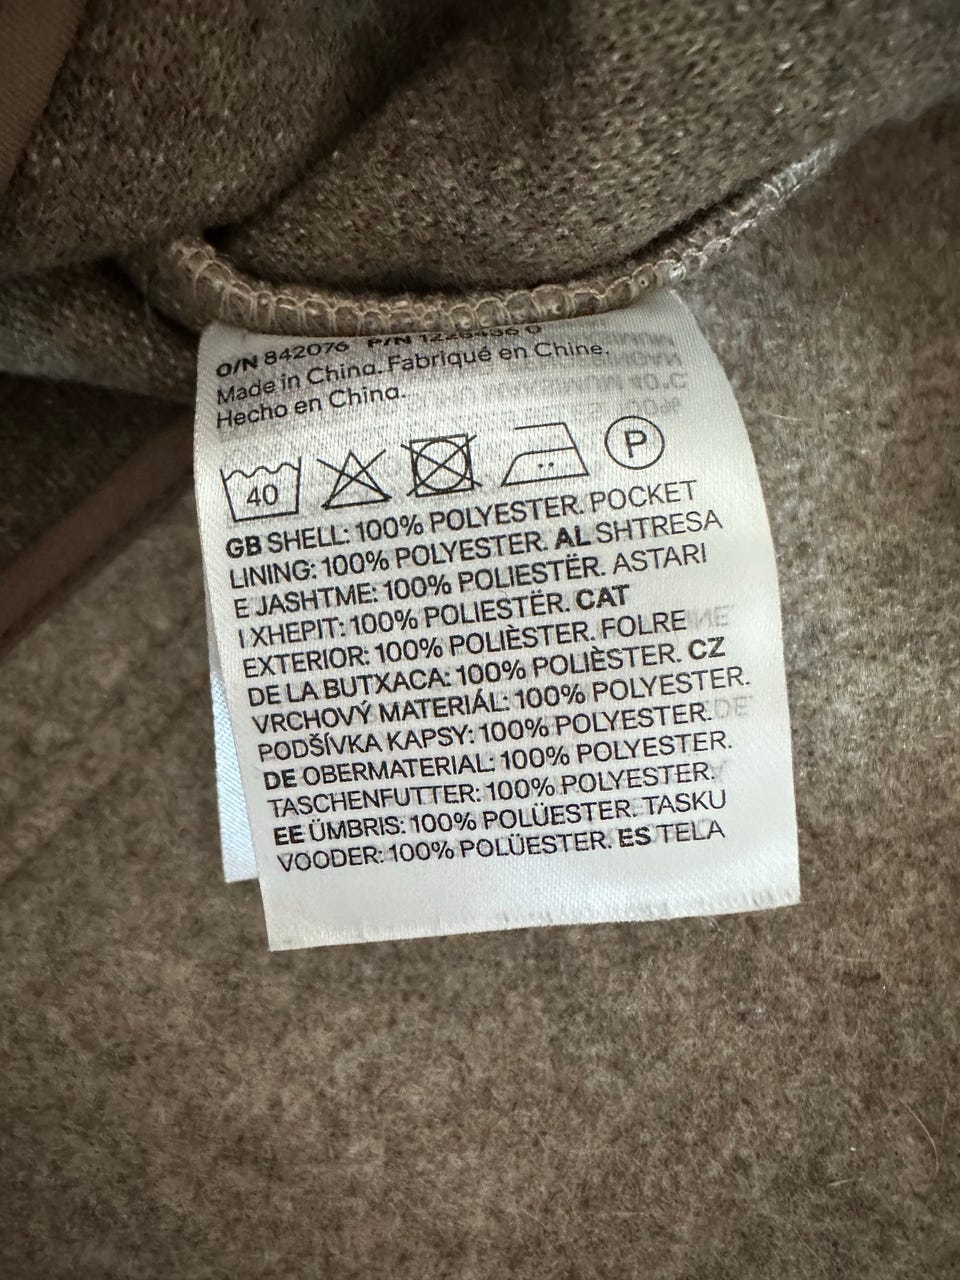 O/N 842076 P/N
Made in China. Fabriqué en Chine.
Hecho en China.
40 P
GB SHELL: 100% POLYESTER. POCKET
LINING: 100% POLYESTER. AL SHTRESA
E JASHTME: 100% POLIESTËR. ASTARI
I XHEPIT: 100% POLIESTËR. CAT
EXTERIOR: 100% POLIÈSTER. FOLRE
DE LA BUTXACA: 100% POLIÈSTER. CZ
VRCHOVÝ MATERIÁL: 100% POLYESTER.
PODŠÍVKA KAPSY: 100% POLYESTER.
DE OBERMATERIAL: 100% POLYESTER.
TASCHENFUTTER: 100% POLYESTER.
EE ÜMBRIS: 100% POLÜESTER. TASKU
VOODER: 100% POLÜESTER. ES TELA